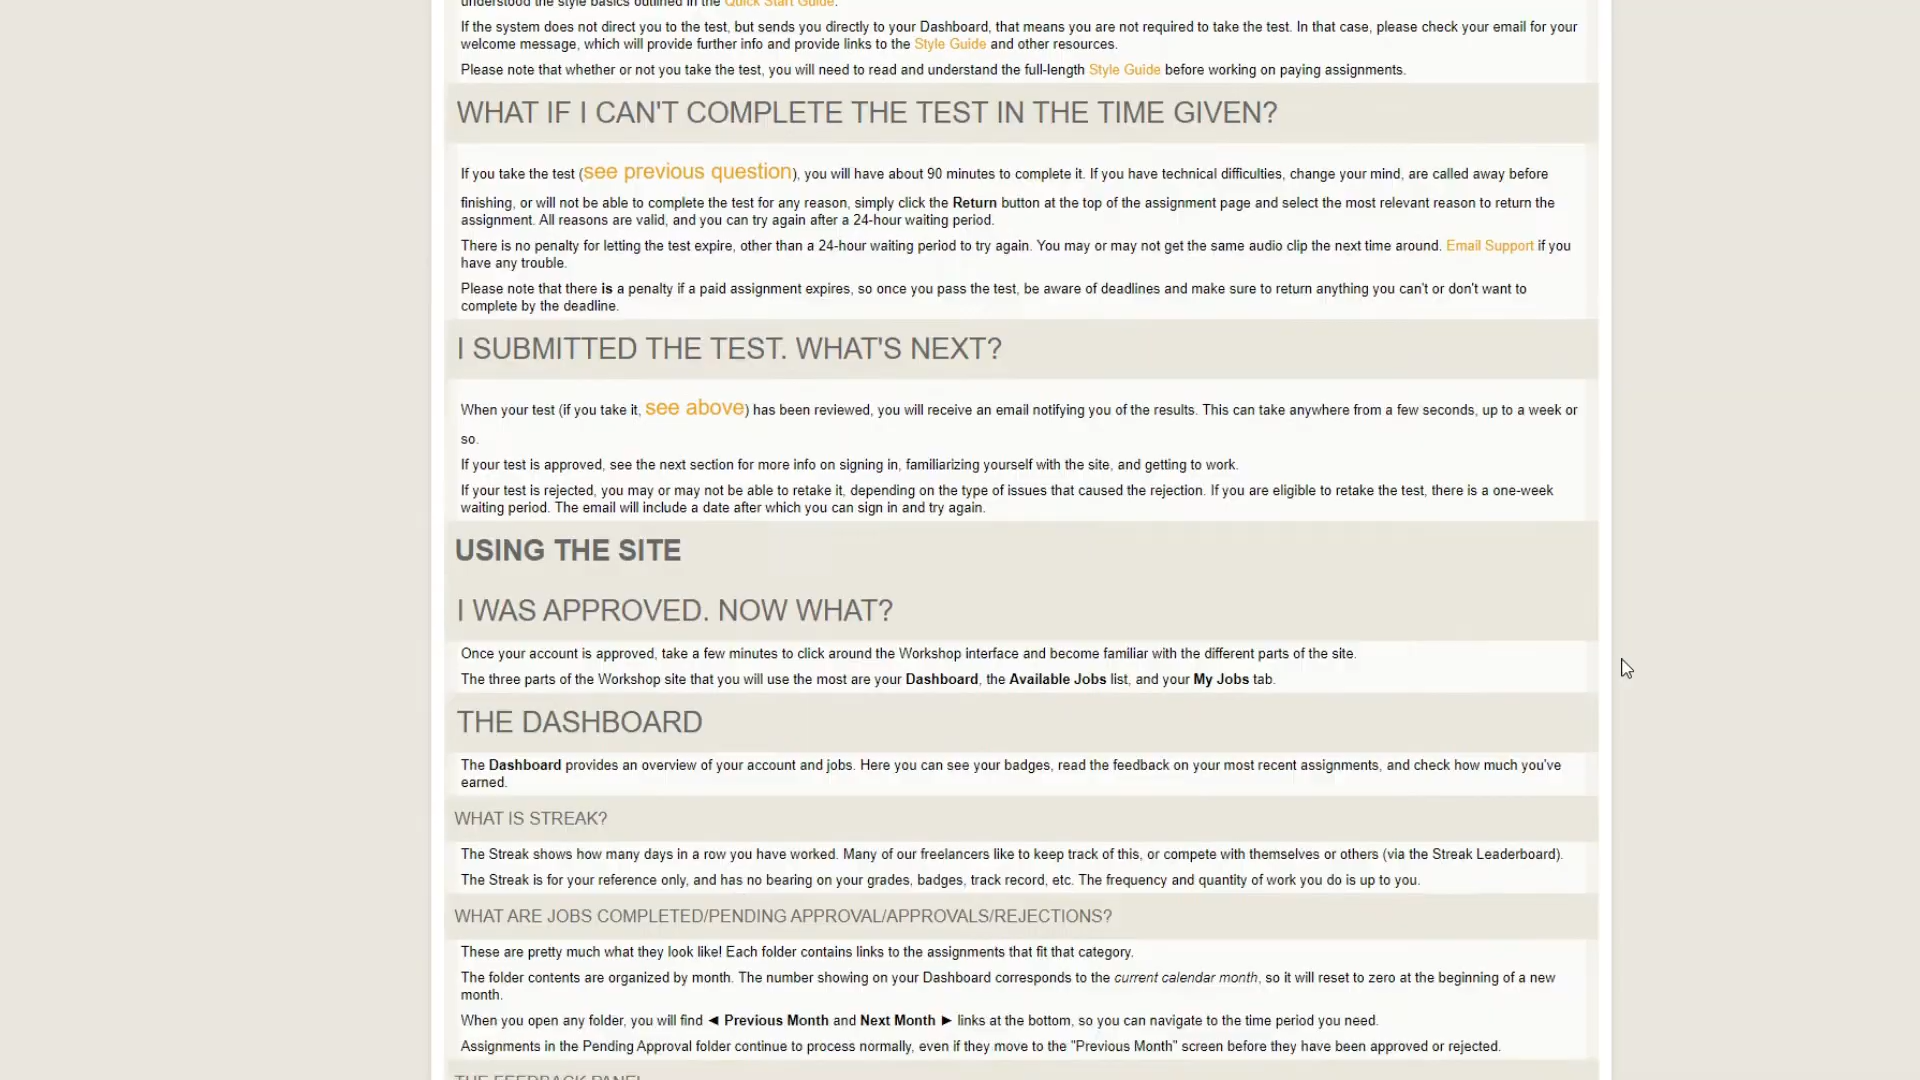 understood the style basics outlined in the Quick Start Guide.
If the system does not direct you to the test, but sends you directly to your Dashboard, that means you are not required to take the test. In that case, please check your email for your
welcome message, which will provide further info and provide links to the Style Guide and other resources.
Please note that whether or not you take the test, you will need to read and understand the full-length Style Guide before working on paying assignments.
WHAT IF I CAN'T COMPLETE THE TEST IN THE TIME GIVEN?
If you take the test (see previous question), you will have about 90 minutes to complete it. If you have technical difficulties, change your mind, are called away before
finishing, or will not be able to complete the test for any reason, simply click the Return button at the top of the assignment page and select the most relevant reason to return the
assignment. All reasons are valid, and you can try again after a 24-hour waiting period.
There is no penalty for letting the test expire, other than a 24-hour waiting period to try again. You may or may not get the same audio clip the next time around. Email Support if you
have any trouble.
Please note that there is a penalty if a paid assignment expires, so once you pass the test, be aware of deadlines and make sure to return anything you can't or don't want to
complete by the deadline.
I SUBMITTED THE TEST. WHAT'S NEXT?
When your test (if you take it, see above) has been reviewed, you will receive an email notifying you of the results. This can take anywhere from a few seconds, up to a week or
so.
If your test is approved, see the next section for more info on signing in, familiarizing yourself with the site, and getting to work.
If your test is rejected, you may or may not be able to retake it, depending on the type of issues that caused the rejection. If you are eligible to retake the test, there is a one-week
waiting period. The email will include a date after which you can sign in and try again.
USING THE SITE
I WAS APPROVED. NOW WHAT?
Once your account is approved, take a few minutes to click around the Workshop interface and become familiar with the different parts of the site.
The three parts of the Workshop site that you will use the most are your Dashboard, the Available Jobs list, and your My Jobs tab.
THE DASHBOARD
The Dashboard provides an overview of your account and jobs. Here you can see your badges, read the feedback on your most recent assignments, and check how much you've
earned.
WHAT IS STREAK?
The Streak shows how many days in a row you have worked. Many of our freelancers like to keep track of this, or compete with themselves or others (via the Streak Leaderboard).
The Streak is for your reference only, and has no bearing on your grades, badges, track record, etc. The frequency and quantity of work you do is up to you.
WHAT ARE JOBS COMPLETED/PENDING APPROVAL/APPROVALS/REJECTIONS?
These are pretty much what they look like! Each folder contains links to the assignments that fit that category.
The folder contents are organized by month. The number showing on your Dashboard corresponds to the current calendar month, so it will reset to zero at the beginning of a new
month.
When you open any folder, you will find ◄ Previous Month and Next Month ► links at the bottom, so you can navigate to the time period you need.
Assignments in the Pending Approval folder continue to process normally, even if they move to the "Previous Month" screen before they have been approved or rejected.
THE FEEDBACK PANEL